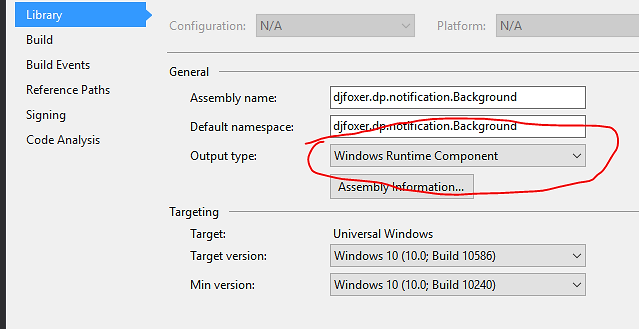 Library
Configuration: N/A Platform: N/A
Build
Build Events
General
Reference Paths
Assembly name: djfoxer.dp.notification.Background
Signing
Default namespace: djfoxer.dp.notification.Background
Code Analysis
Output type: Windows Runtime Component
Assembly Information...
Targeting
Target: Universal Windows
Target version: Windows 10 (10.0; Build 10586)
Min version: Windows 10 (10.0; Build 10240)